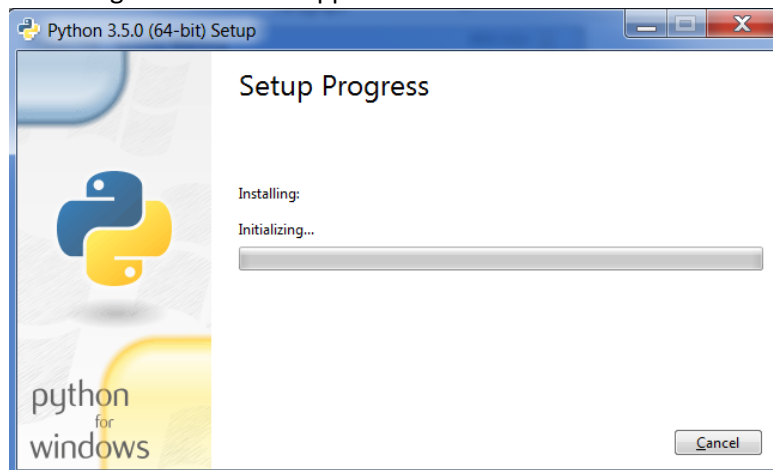 Python 3.5.0 (64-bit) Setup
Setup Progress
Installing:
Initializing...
python
for
windows
Cancel